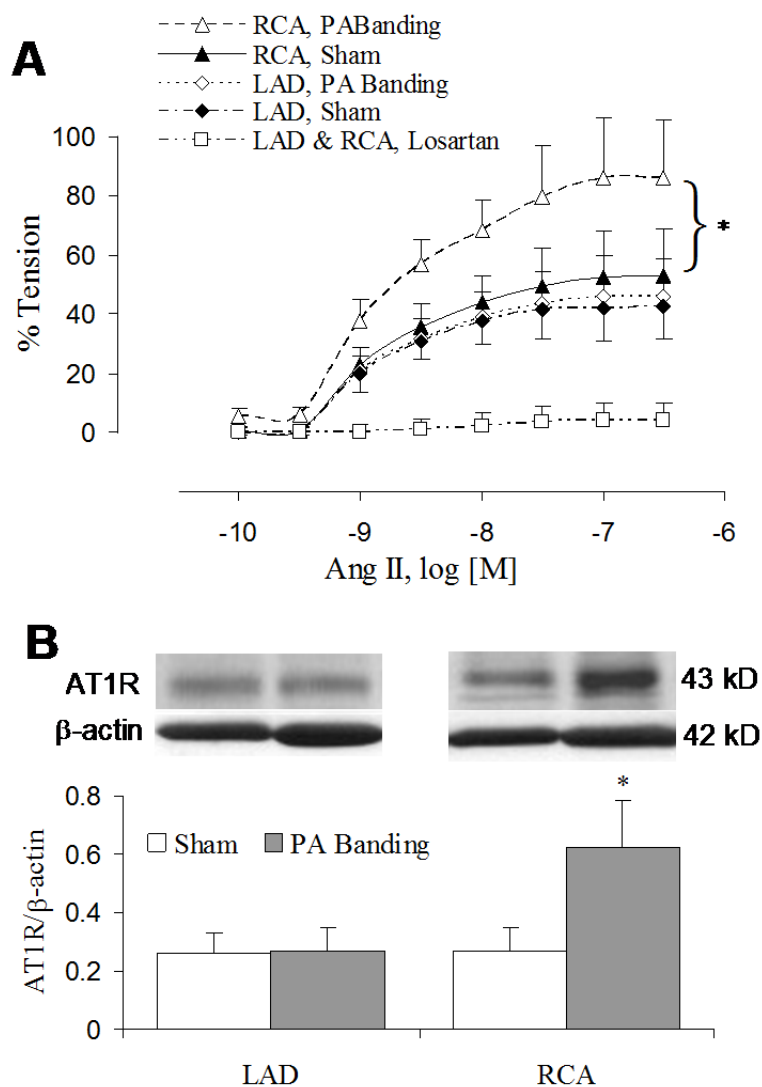 A
RCA, PABanding
RCA, Sham
LAD, PA Banding
LAD, Sham
LAD & RCA, Losartan
100
80
60
40
20
0
% Tension
*
-10 -9 -8 -7 -6
Ang II, log [M]
B
AT1R 43 kD
β-actin 42 kD
*
0.8
0.6
0.4
0.2
0
AT1R/β-actin
Sham PA Banding
LAD RCA